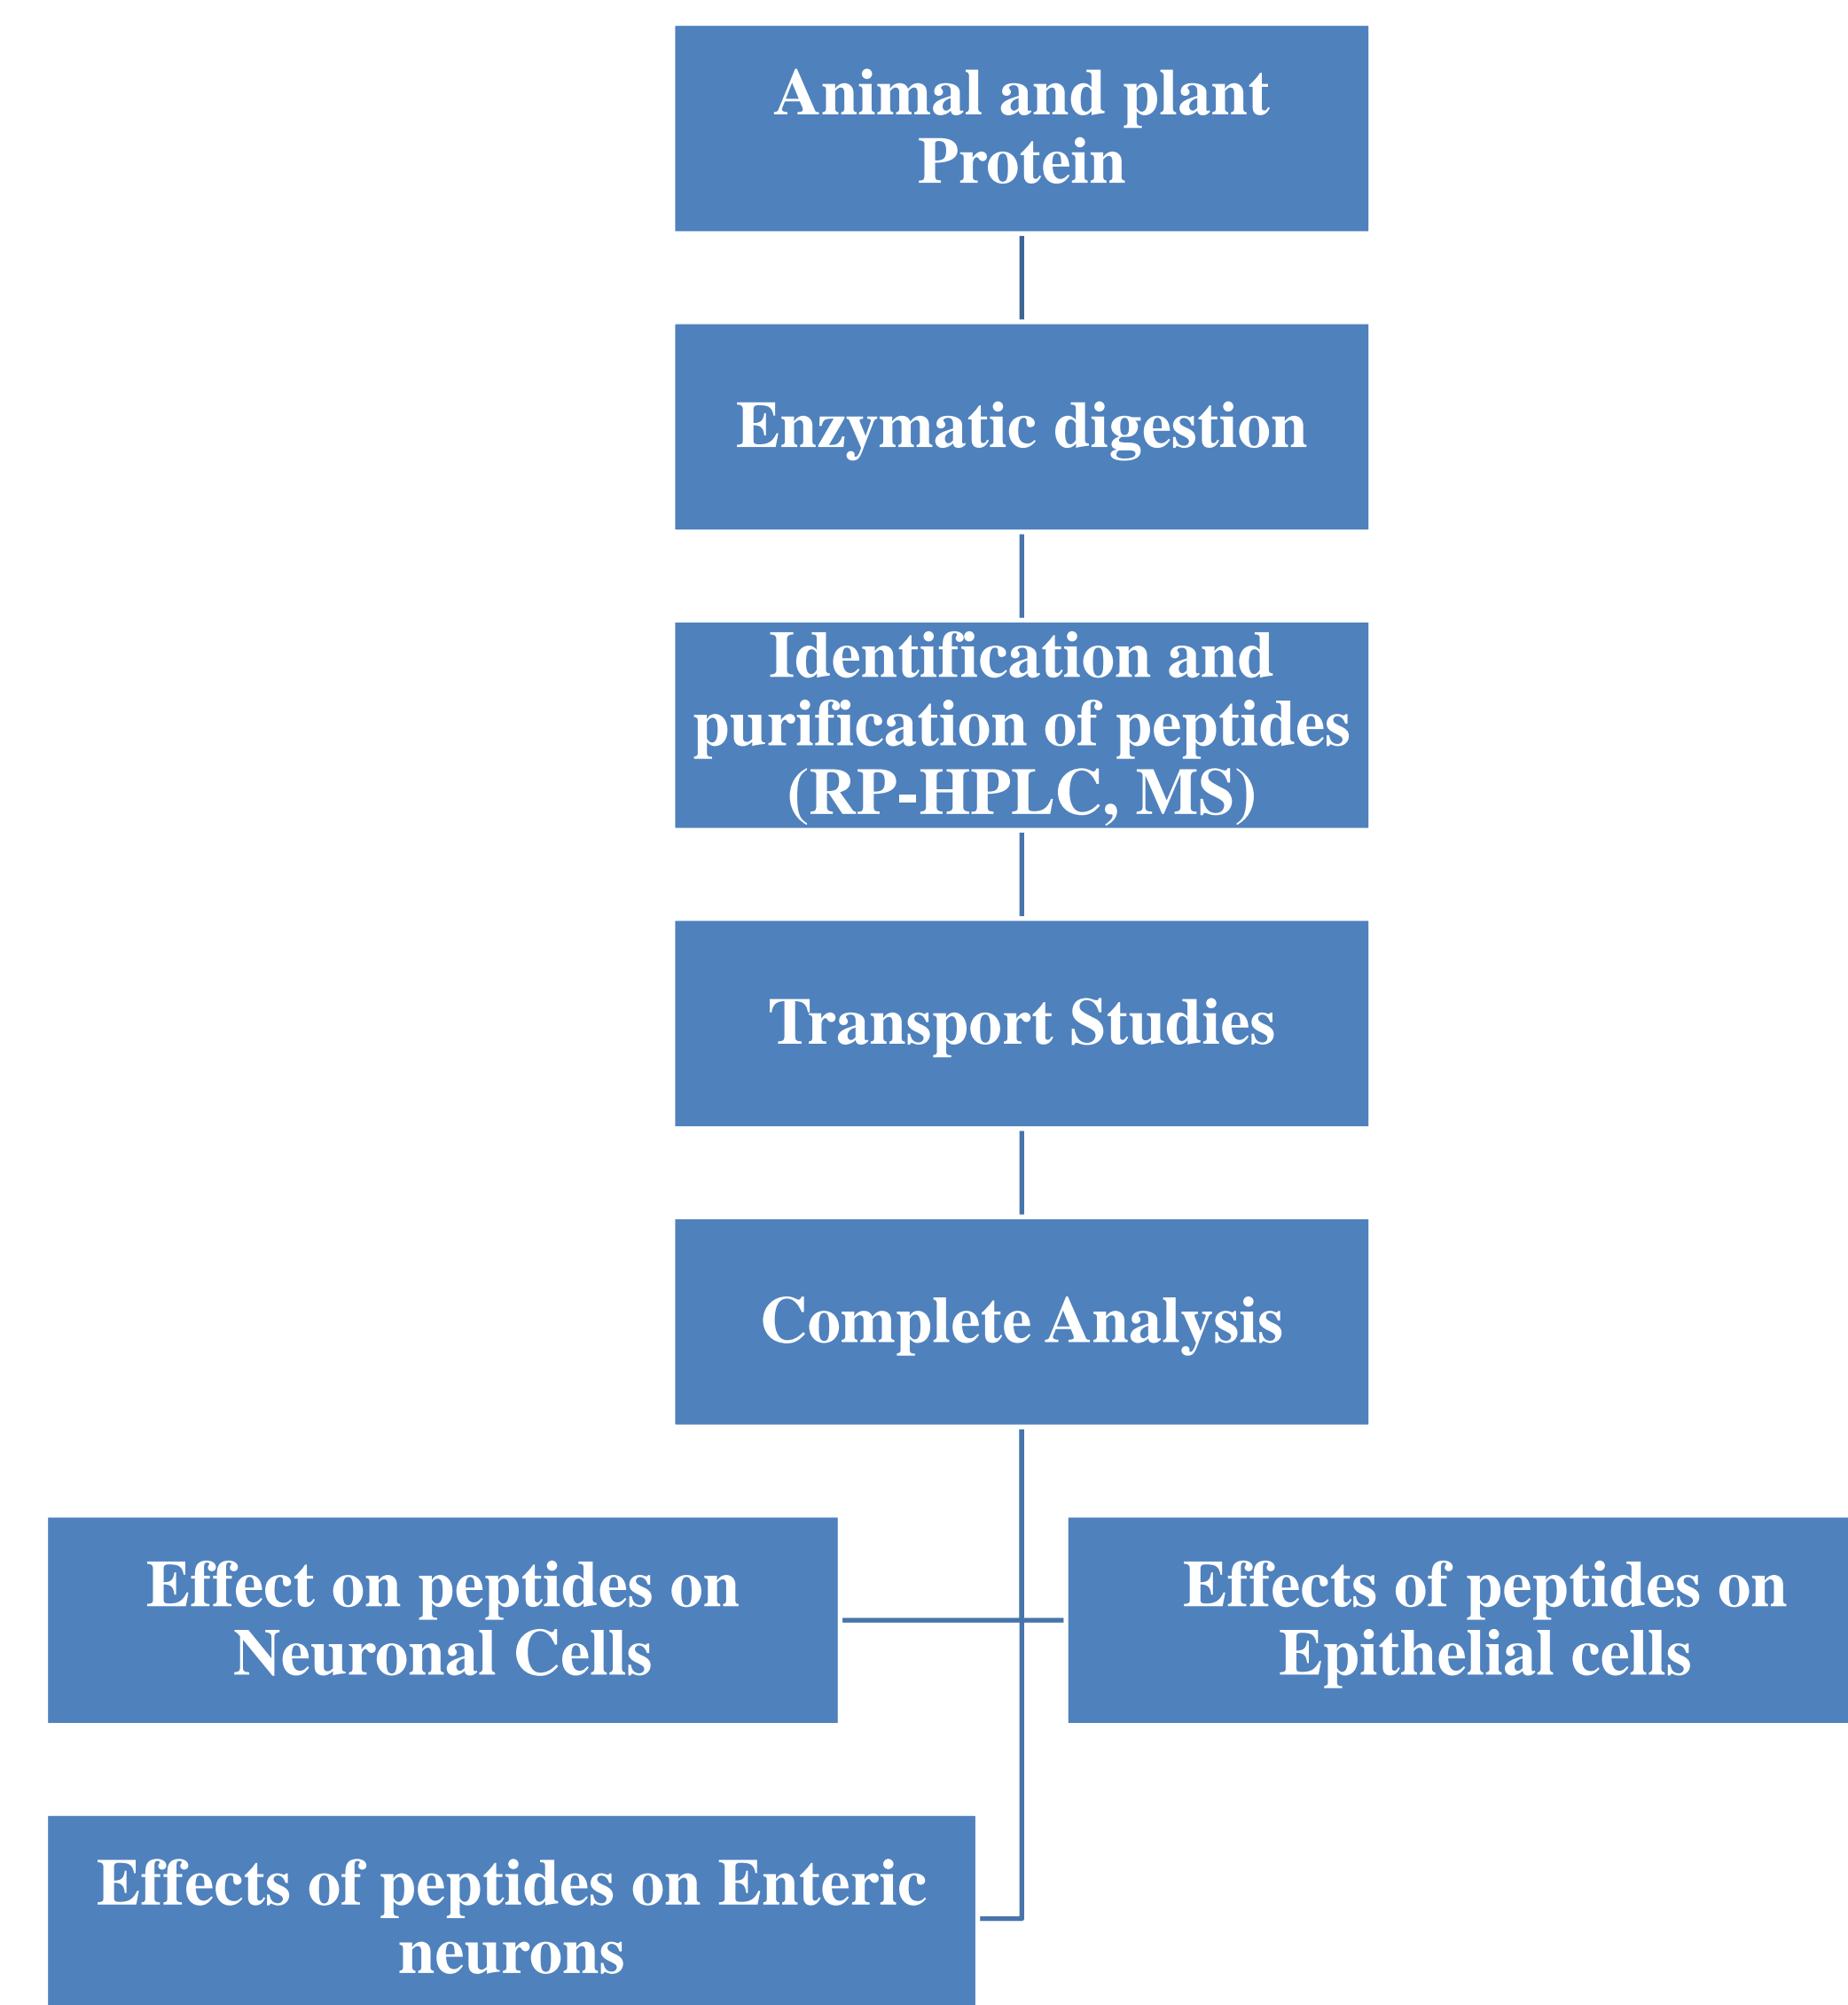 Animal and plant
Protein
Enzymatic digestion
Identification and
purification of peptides
(RP-HPLC, MS)
Transport Studies
Complete Analysis
Effect on peptides on
Neuronal Cells
Effects of peptides on
Epithelial cells
Effects of peptides on Enteric
neurons